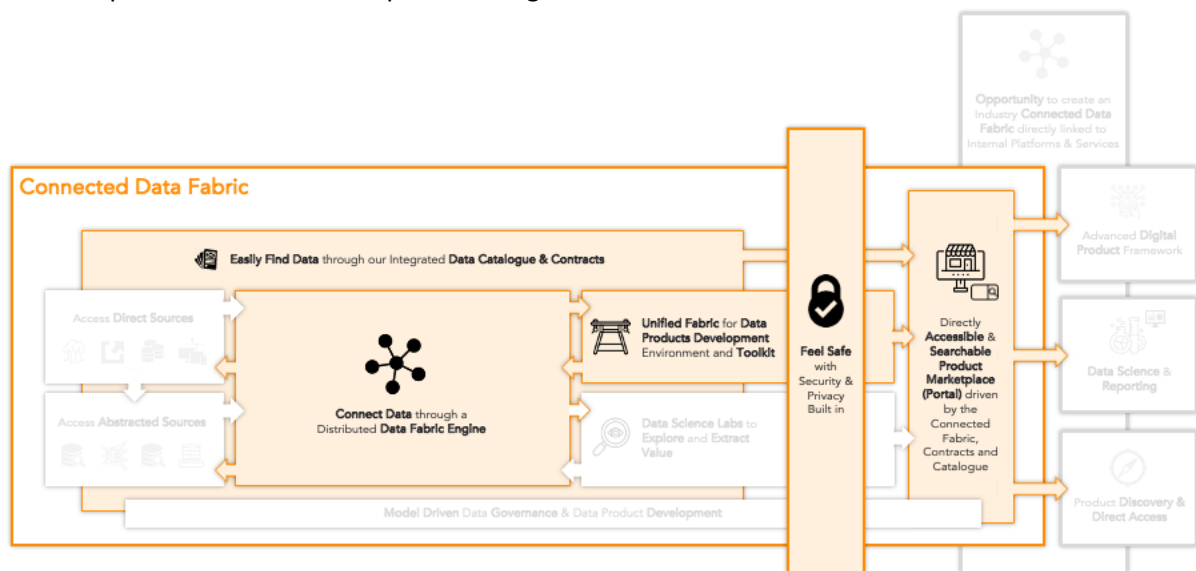 Opportunity to create an
Industry Connected Data
Fabric directly linked to
Internal Platforms & Services
Connected Data Fabric
Easily Find Data through our Integrated Data Catalogue & Contracts
Access Direct Sources
Access Abstracted Sources
Connect Data through a
Distributed Data Fabric Engine
Unified Fabric for Data
Products Development
Environment and Toolkit
Data Science Labs to
Explore and Extract
Value
Model Driven Data Governance & Data Product Development
Feel Safe
with
Security &
Privacy
Built in
Directly
Accessible &
Searchable
Product
Marketplace
(Portal) driven
by the
Connected
Fabric,
Contracts and
Catalogue
Advanced Digital
Product Framework
Data Science &
Reporting
Product Discovery &
Direct Access